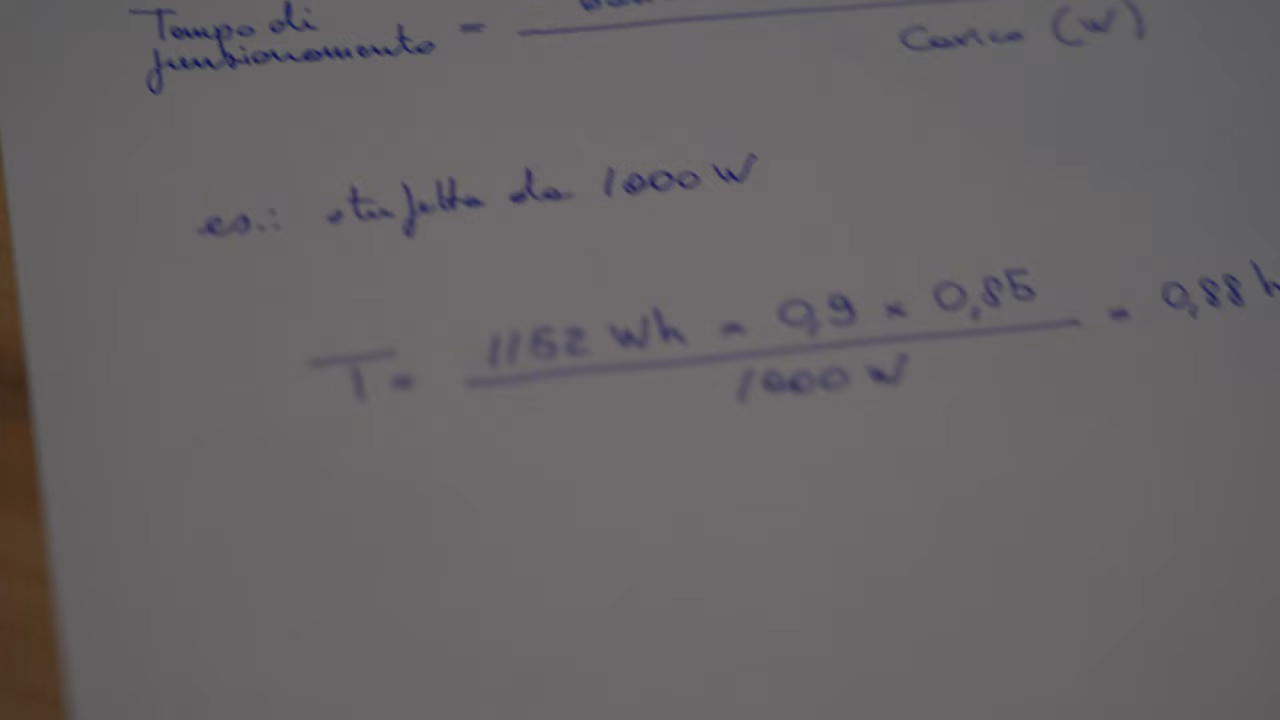 Tempo di
funzionamento =
Carico (W)
es.: stufetta da 1000 W
T = 1152 Wh × 0,9 × 0,85 = 0,88 h
1000 W